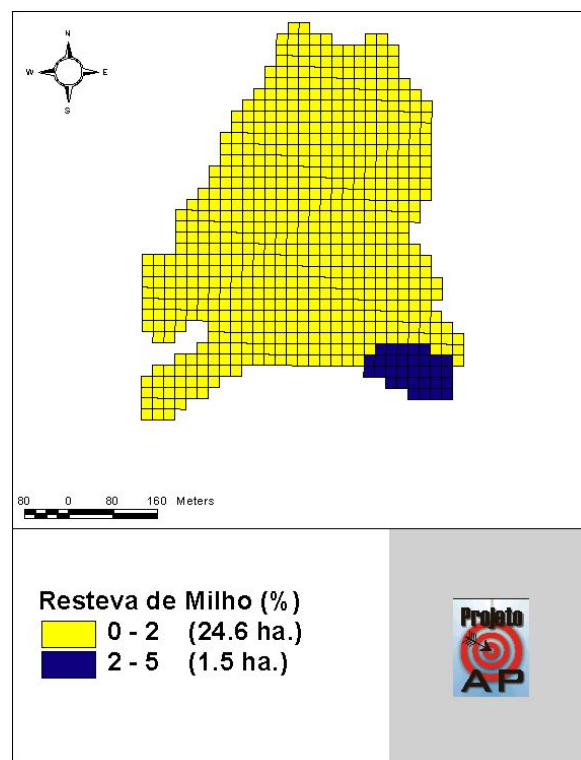 N
W E
S
80 0 80 160 Meters
Resteva de Milho (%)
0 - 2 (24.6 ha.)
2 - 5 (1.5 ha.)
Projeto
AP